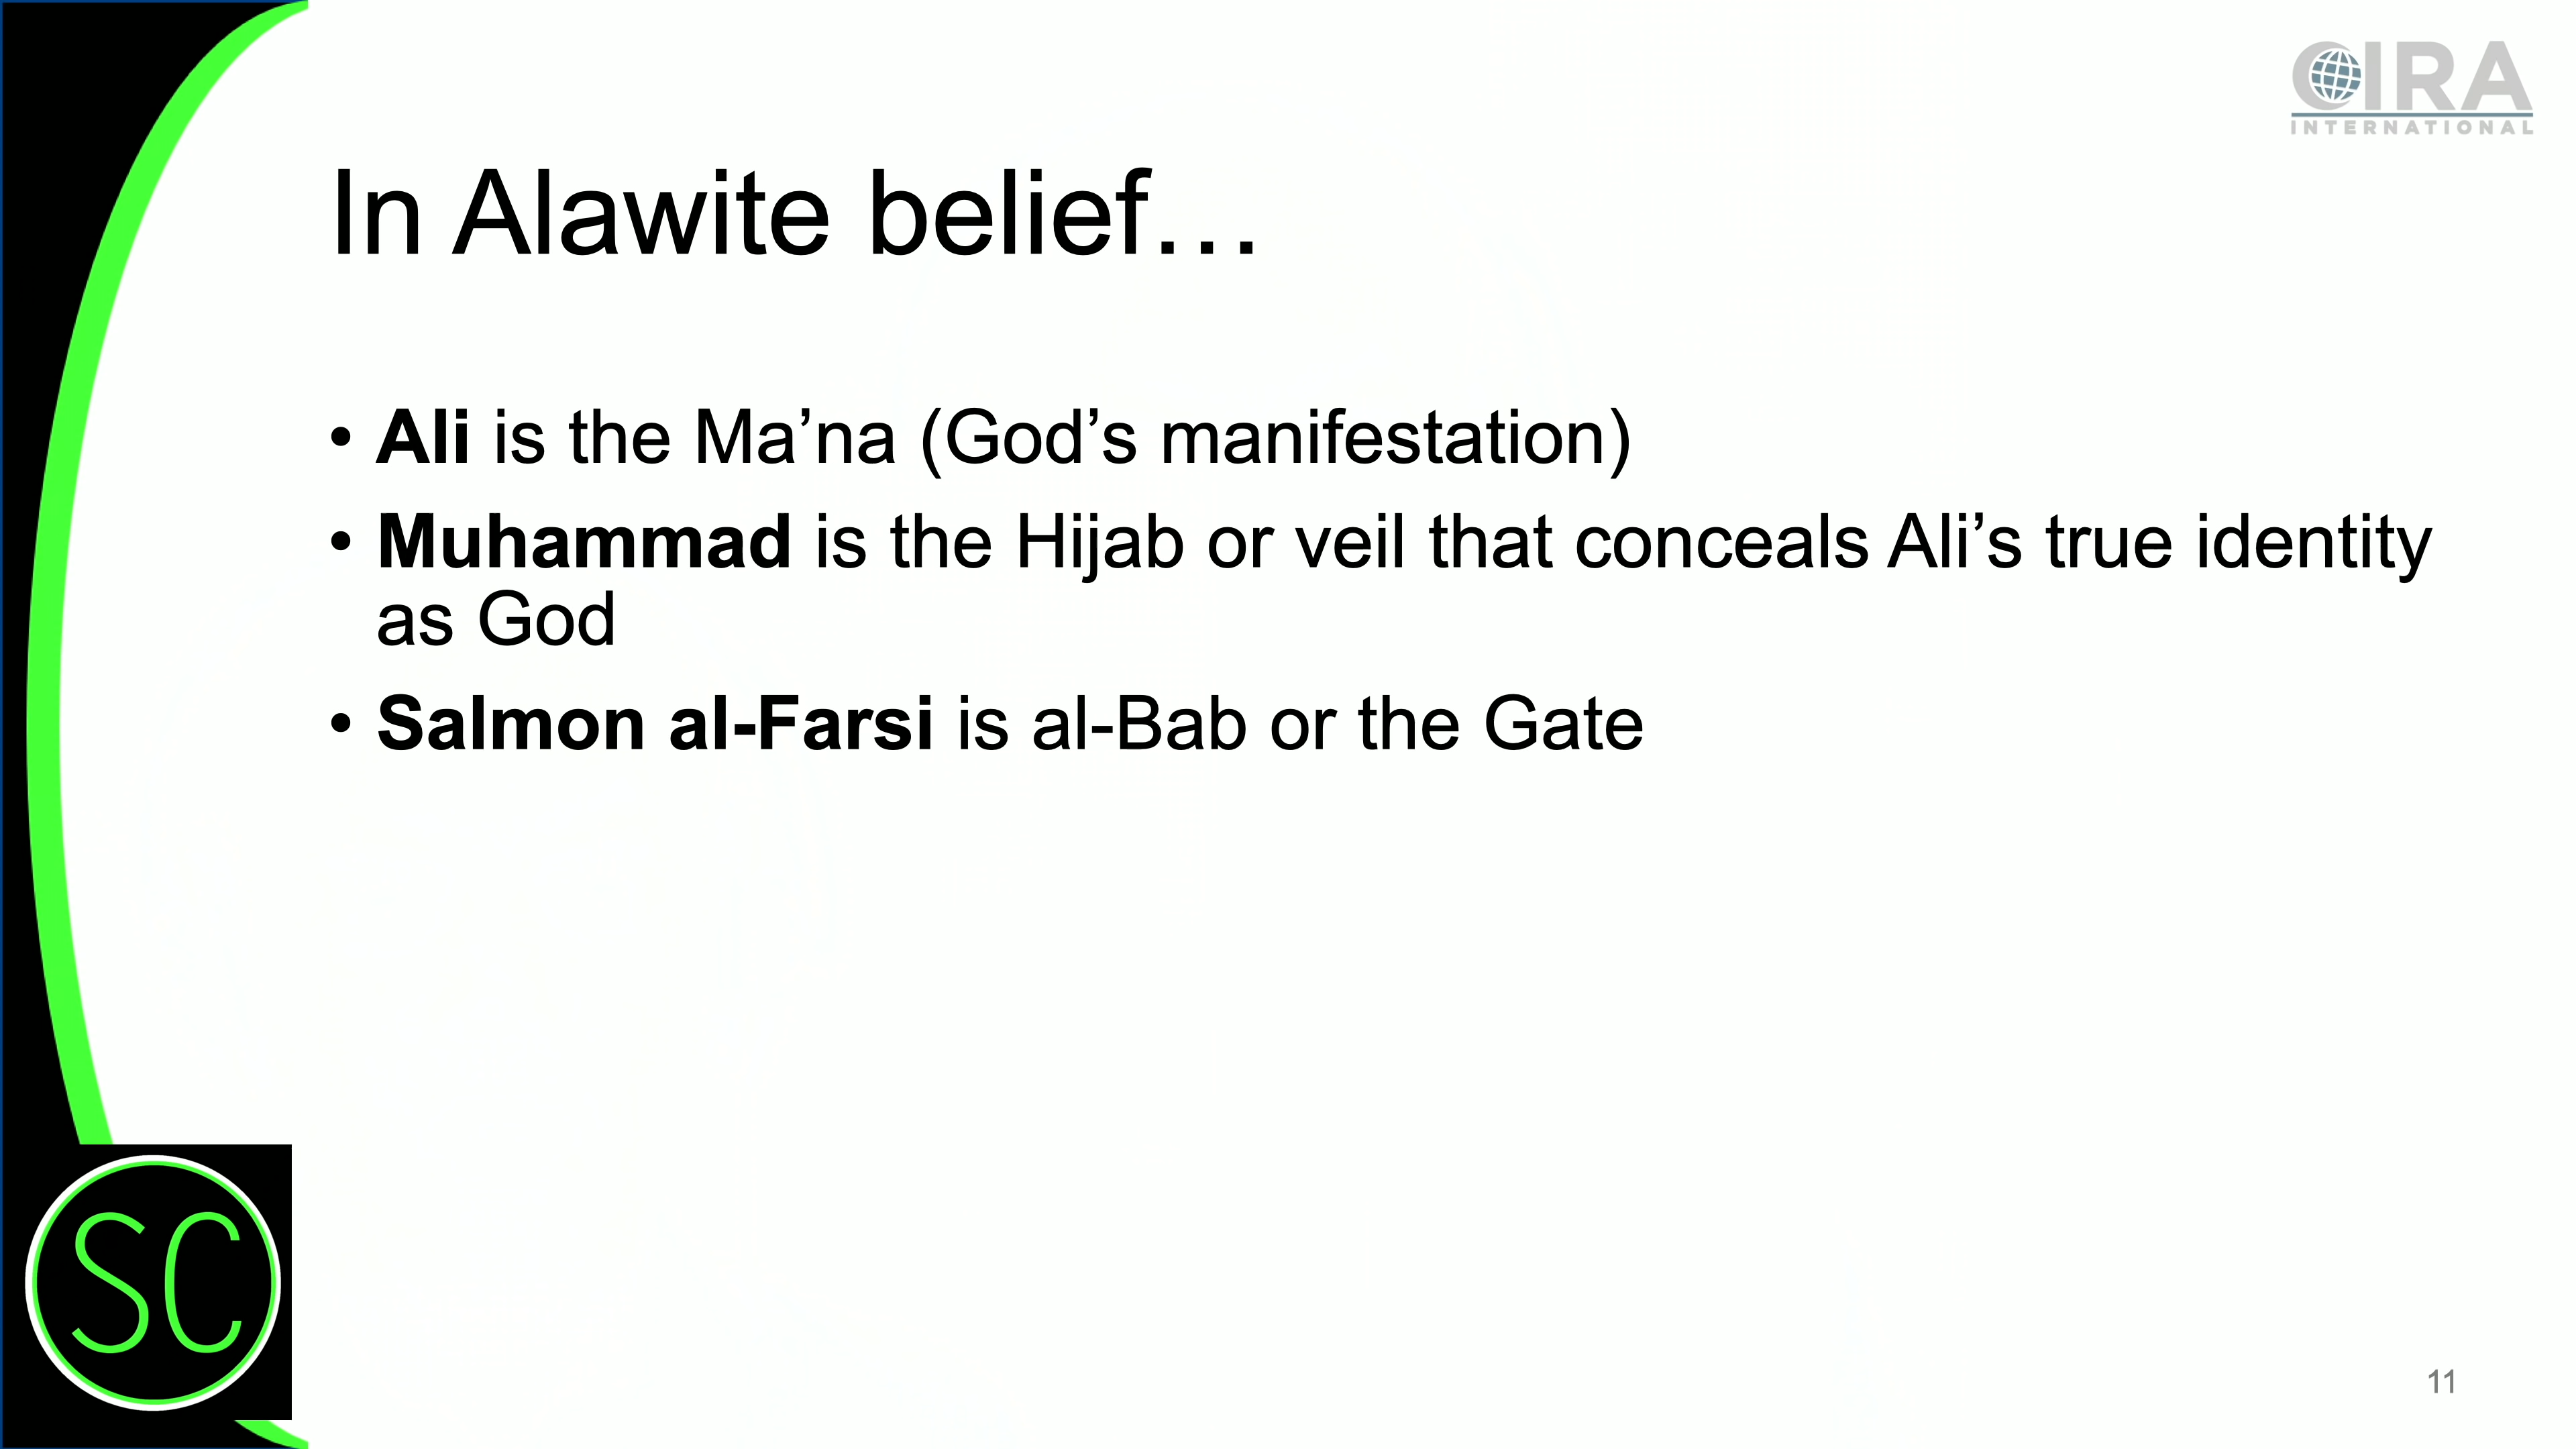 CIRA
INTERNATIONAL
In Alawite belief…
• Ali is the Ma’na (God’s manifestation)
• Muhammad is the Hijab or veil that conceals Ali’s true identity
as God
• Salmon al-Farsi is al-Bab or the Gate
SC
11